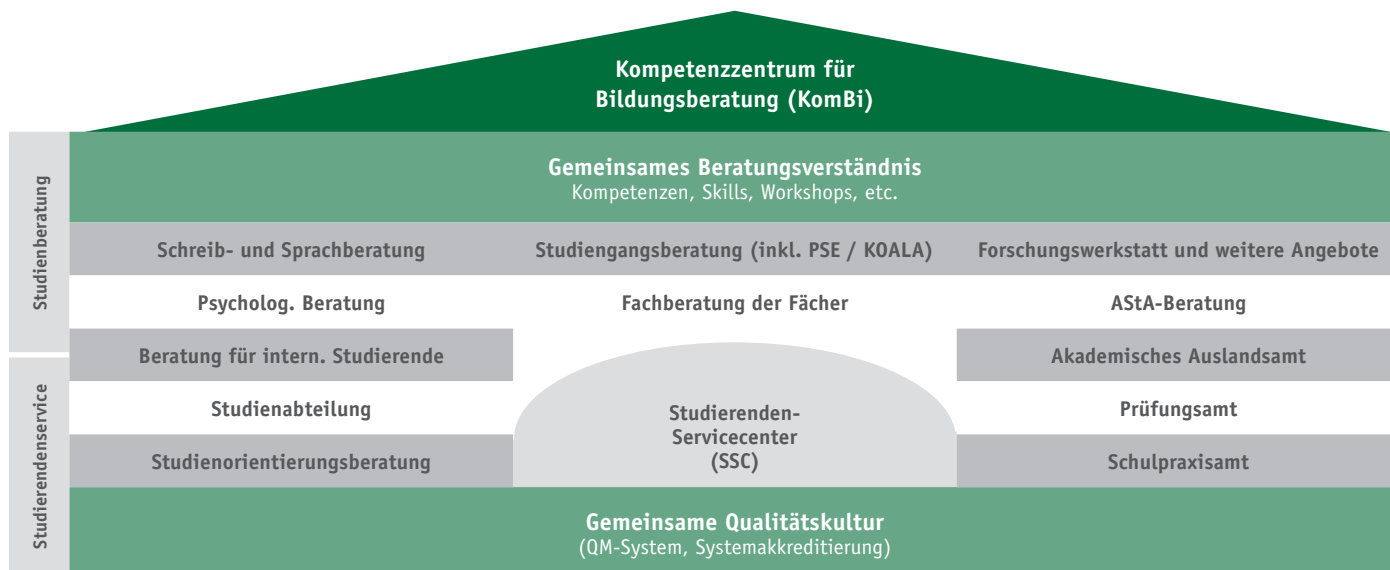 Kompetenzzentrum für
Bildungsberatung (KomBi)
Studienberatung
Gemeinsames Beratungsverständnis
Kompetenzen, Skills, Workshops, etc.
Schreib- und Sprachberatung
Studiengangsberatung (inkl. PSE / KOALA)
Forschungswerkstatt und weitere Angebote
Psycholog. Beratung
Fachberatung der Fächer
AStA-Beratung
Beratung für intern. Studierende
Akademisches Auslandsamt
Studierendenservice
Studienabteilung
Studierenden-
Servicecenter
(SSC)
Prüfungsamt
Studienorientierungsberatung
Schulpraxisamt
Gemeinsame Qualitätskultur
(QM-System, Systemakkreditierung)